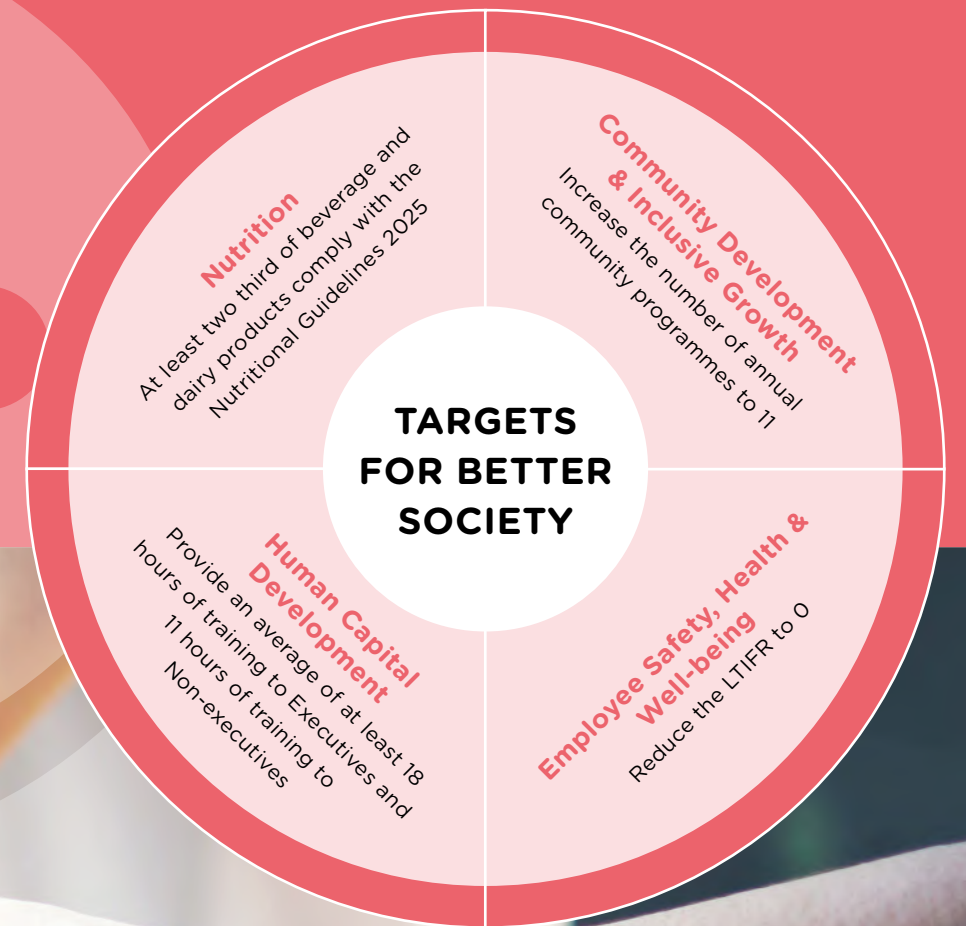 Nutrition
At least two third of beverage and
dairy products comply with the
Nutritional Guidelines 2025
Community Development
& Inclusive Growth
Increase the number of annual
community programmes to 11
TARGETS
FOR BETTER
SOCIETY
Human Capital
Development
Provide an average of at least 18
hours of training to Executives and
11 hours of training to
Non-executives
Employee Safety, Health &
Well-being
Reduce the LTIFR to 0